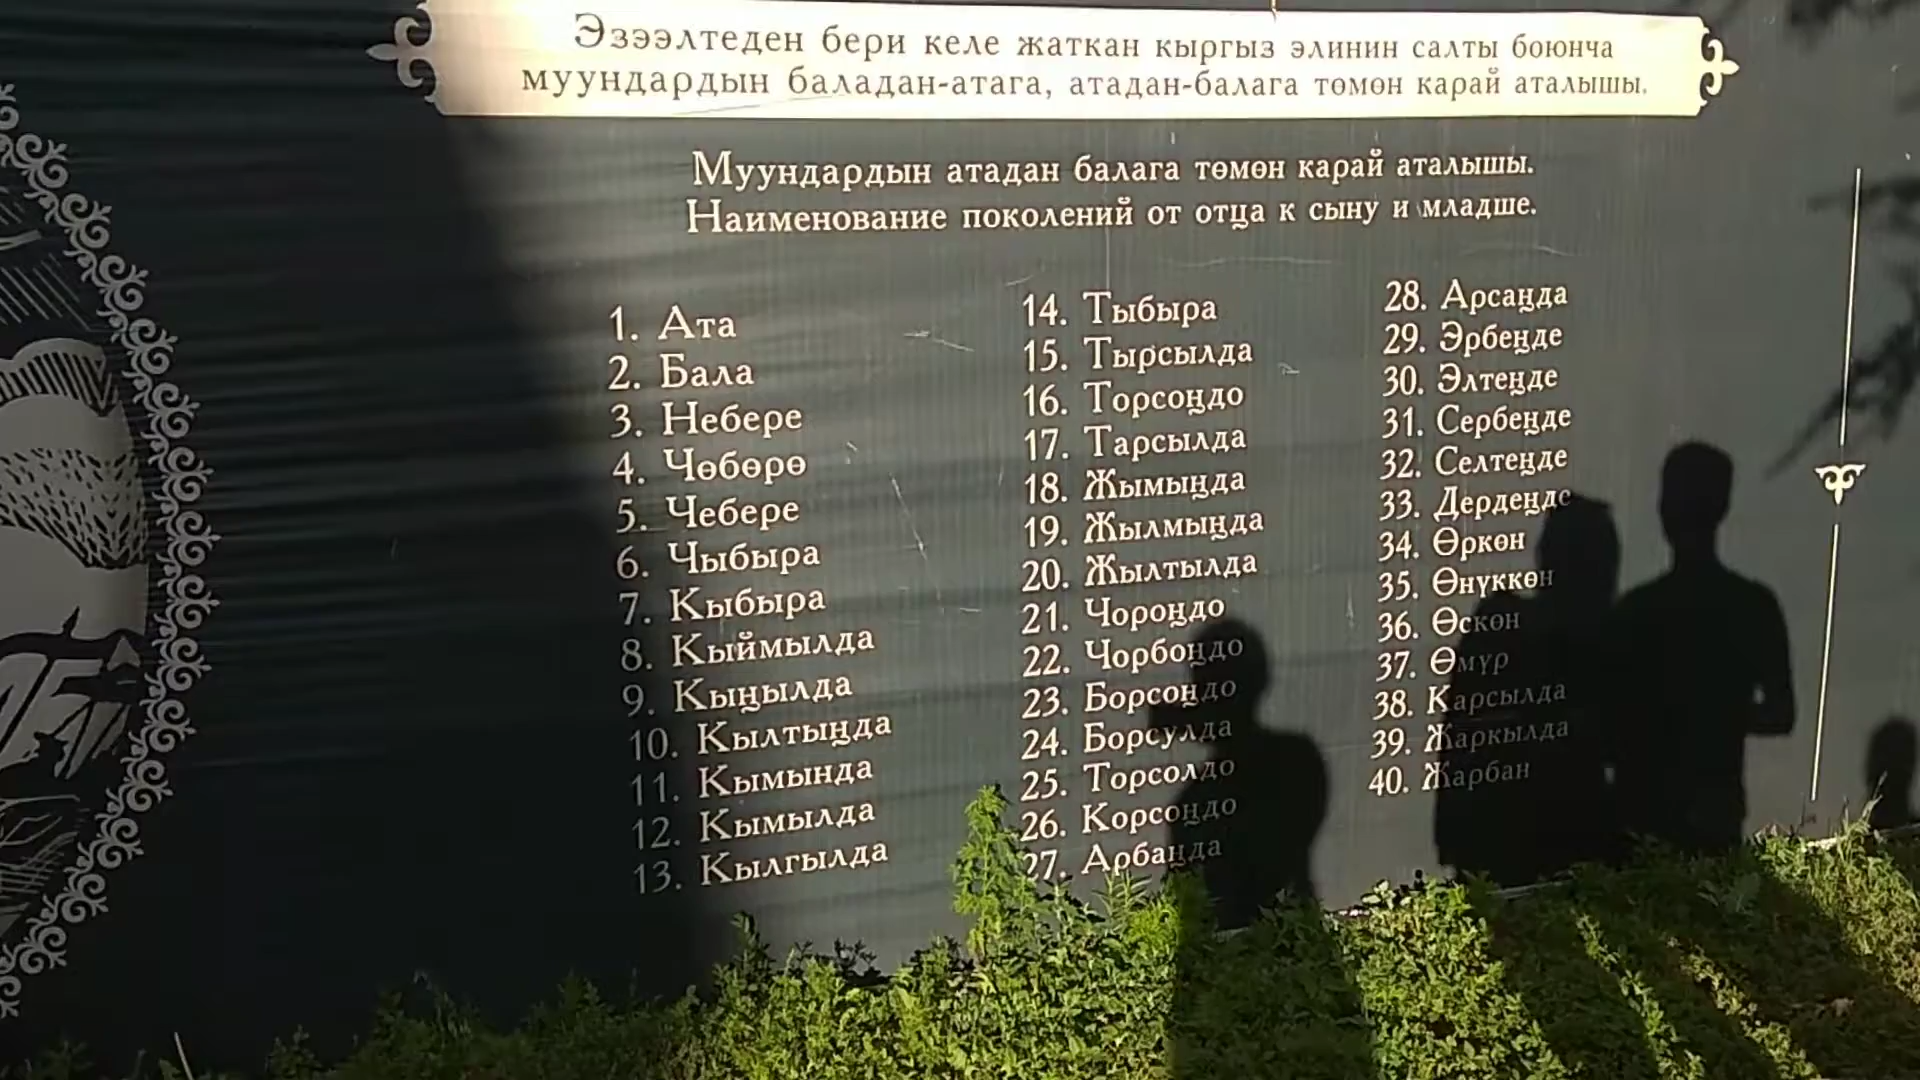 Эзээлтеден бери келе жаткан кыргыз элинин салты боюнча
муундардын баладан-атага, атадан-балага төмөн карай аталышы.
Муундардын атадан балага төмөн карай аталышы.
Наименование поколений от отца к сыну и младше.
1. Ата
2. Бала
3. Небере
4. Чөбөрө
5. Чебере
6. Чыбыра
7. Кыбыра
8. Кыймылда
9. Кыңылда
10. Кылтыңда
11. Кымында
12. Кымылда
13. Кылгылда
14. Тыбыра
15. Тырсылда
16. Торсоңдо
17. Тарсылда
18. Жымыңда
19. Жылмыңда
20. Жылтылда
21. Чороңдо
22. Чорбоңдо
23. Борсоңдо
24. Борсулда
25. Торсолдо
26. Корсоңдо
27. Арбаңда
28. Арсаңда
29. Эрбеңде
30. Элтеңде
31. Сербеңде
32. Селтеңде
33. Дердеңде
34. Өркөн
35. Өнүккөн
36. Өскөн
37. Өмүр
38. Карсылда
39. Жаркылда
40. Жарбан